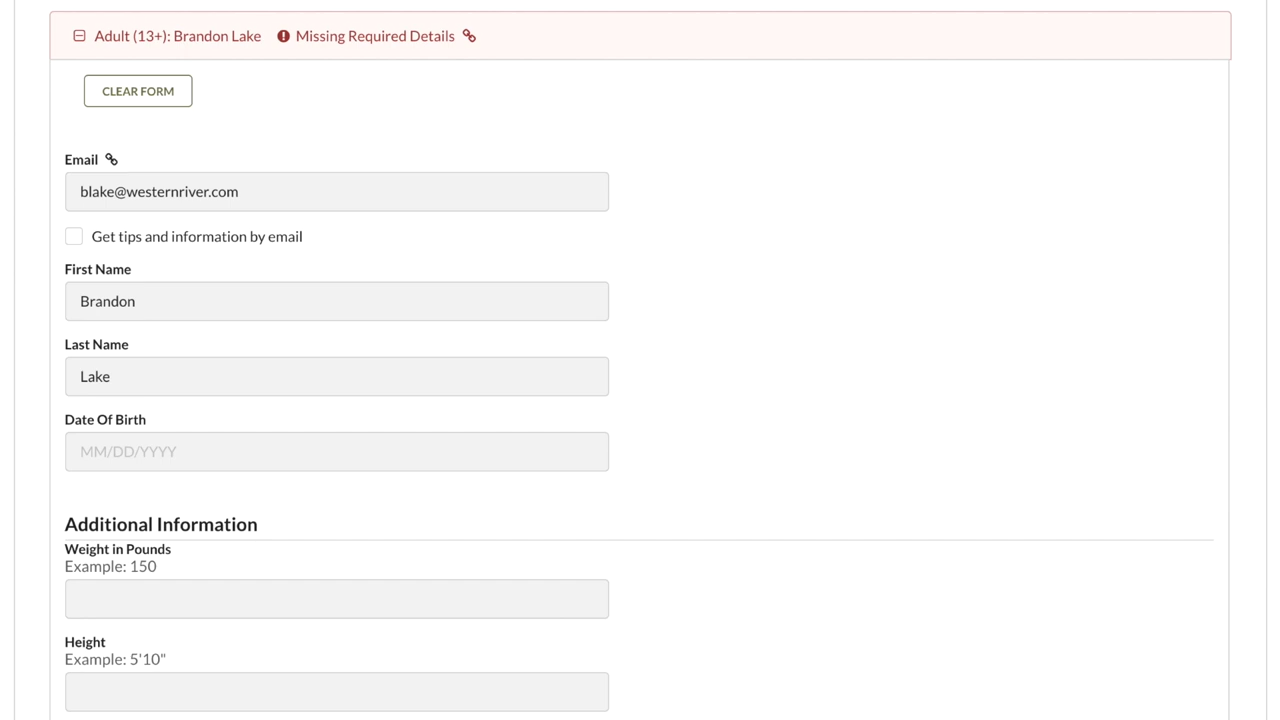 Adult (13+): Brandon Lake Missing Required Details
CLEAR FORM
Email
blake@westernriver.com
Get tips and information by email
First Name
Brandon
Last Name
Lake
Date Of Birth
MM/DD/YYYY
Additional Information
Weight in Pounds
Example: 150
Height
Example: 5'10"